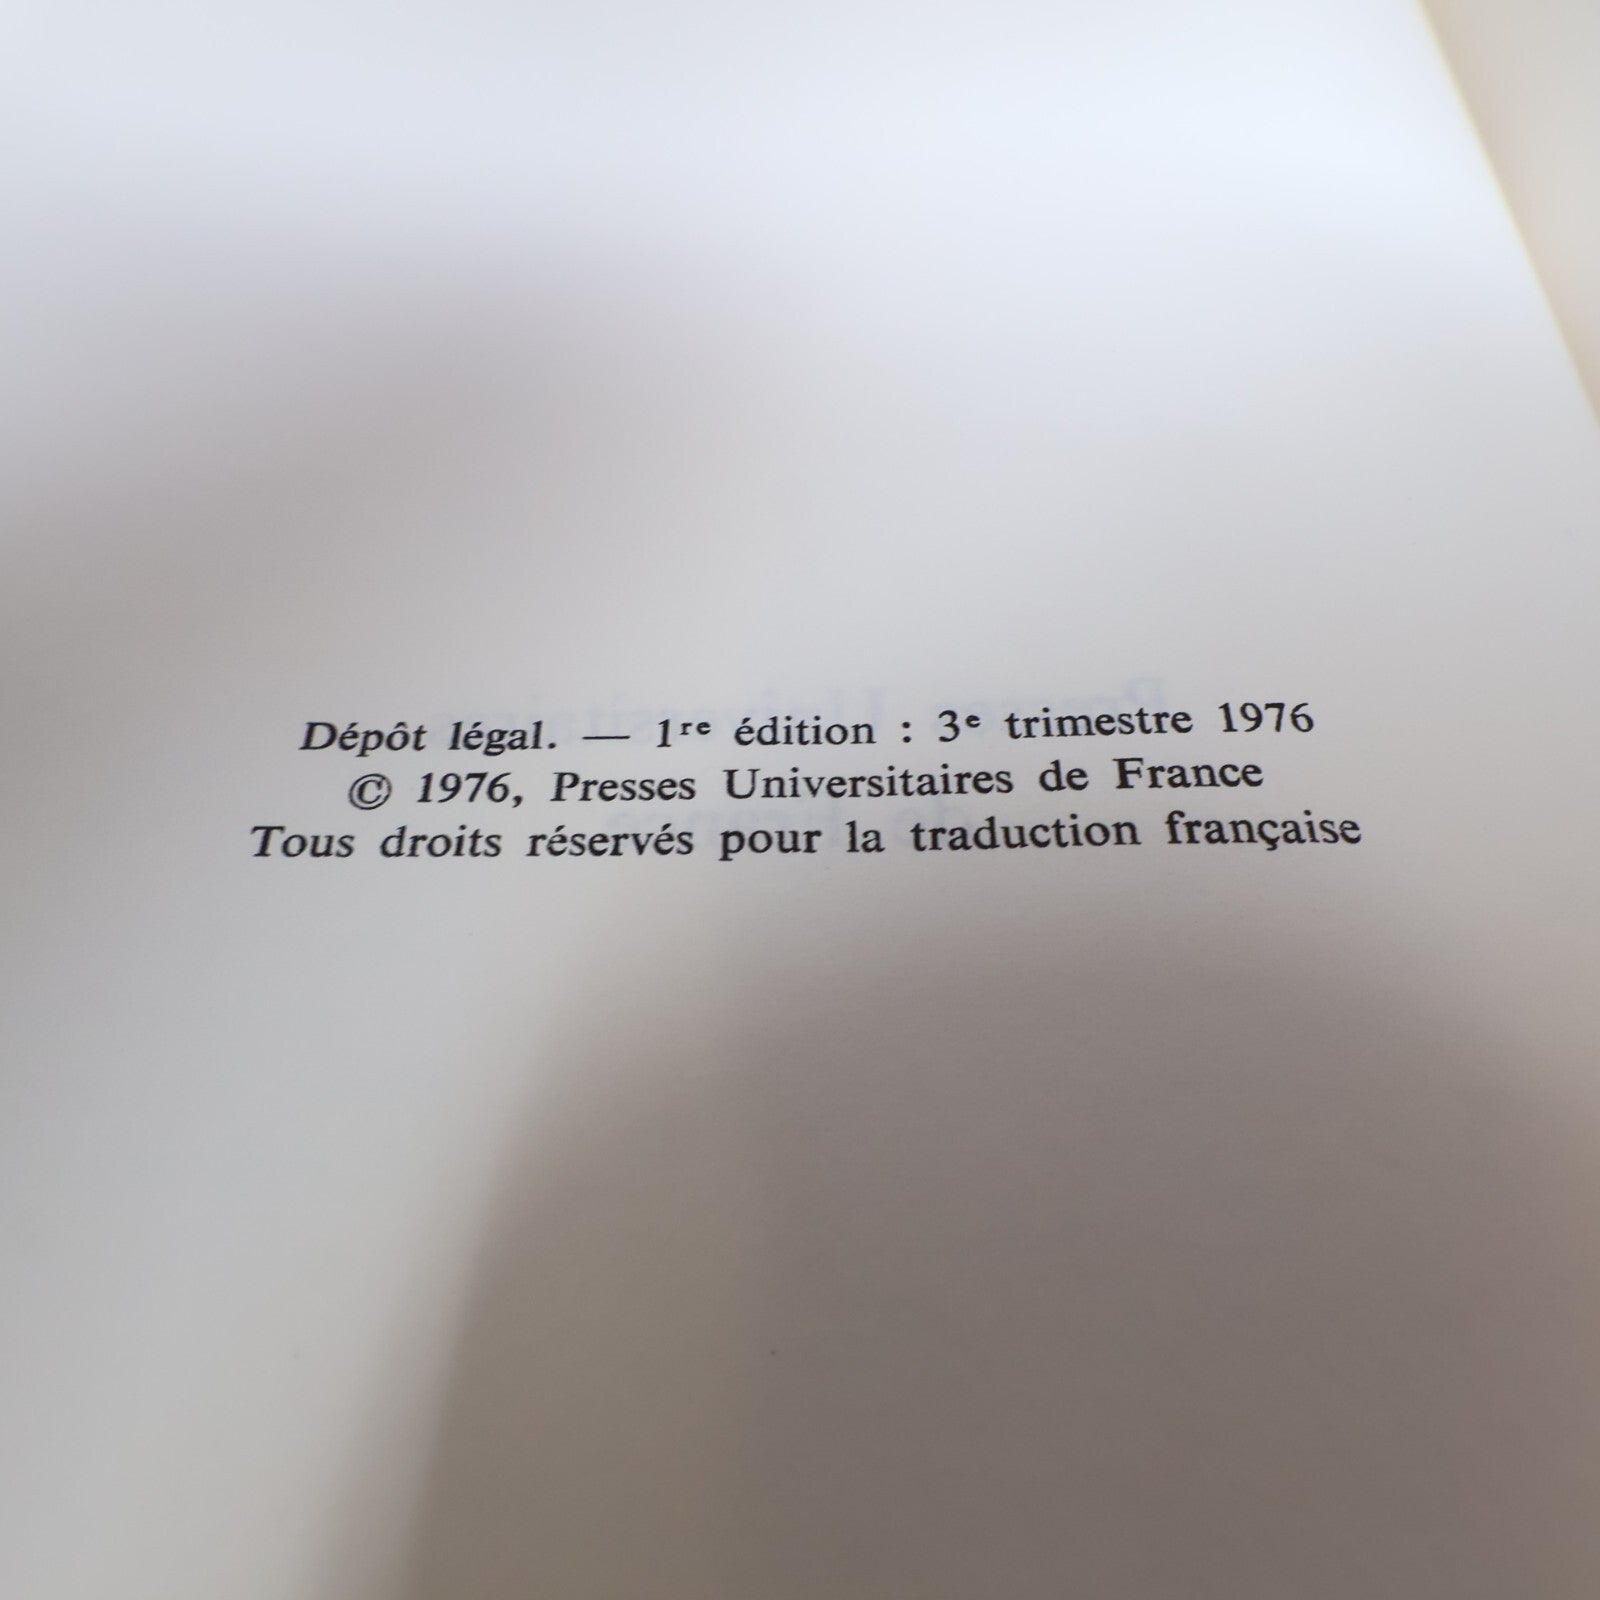 Dépôt légal. — 1re édition : 3e trimestre 1976
© 1976, Presses Universitaires de France
Tous droits réservés pour la traduction française